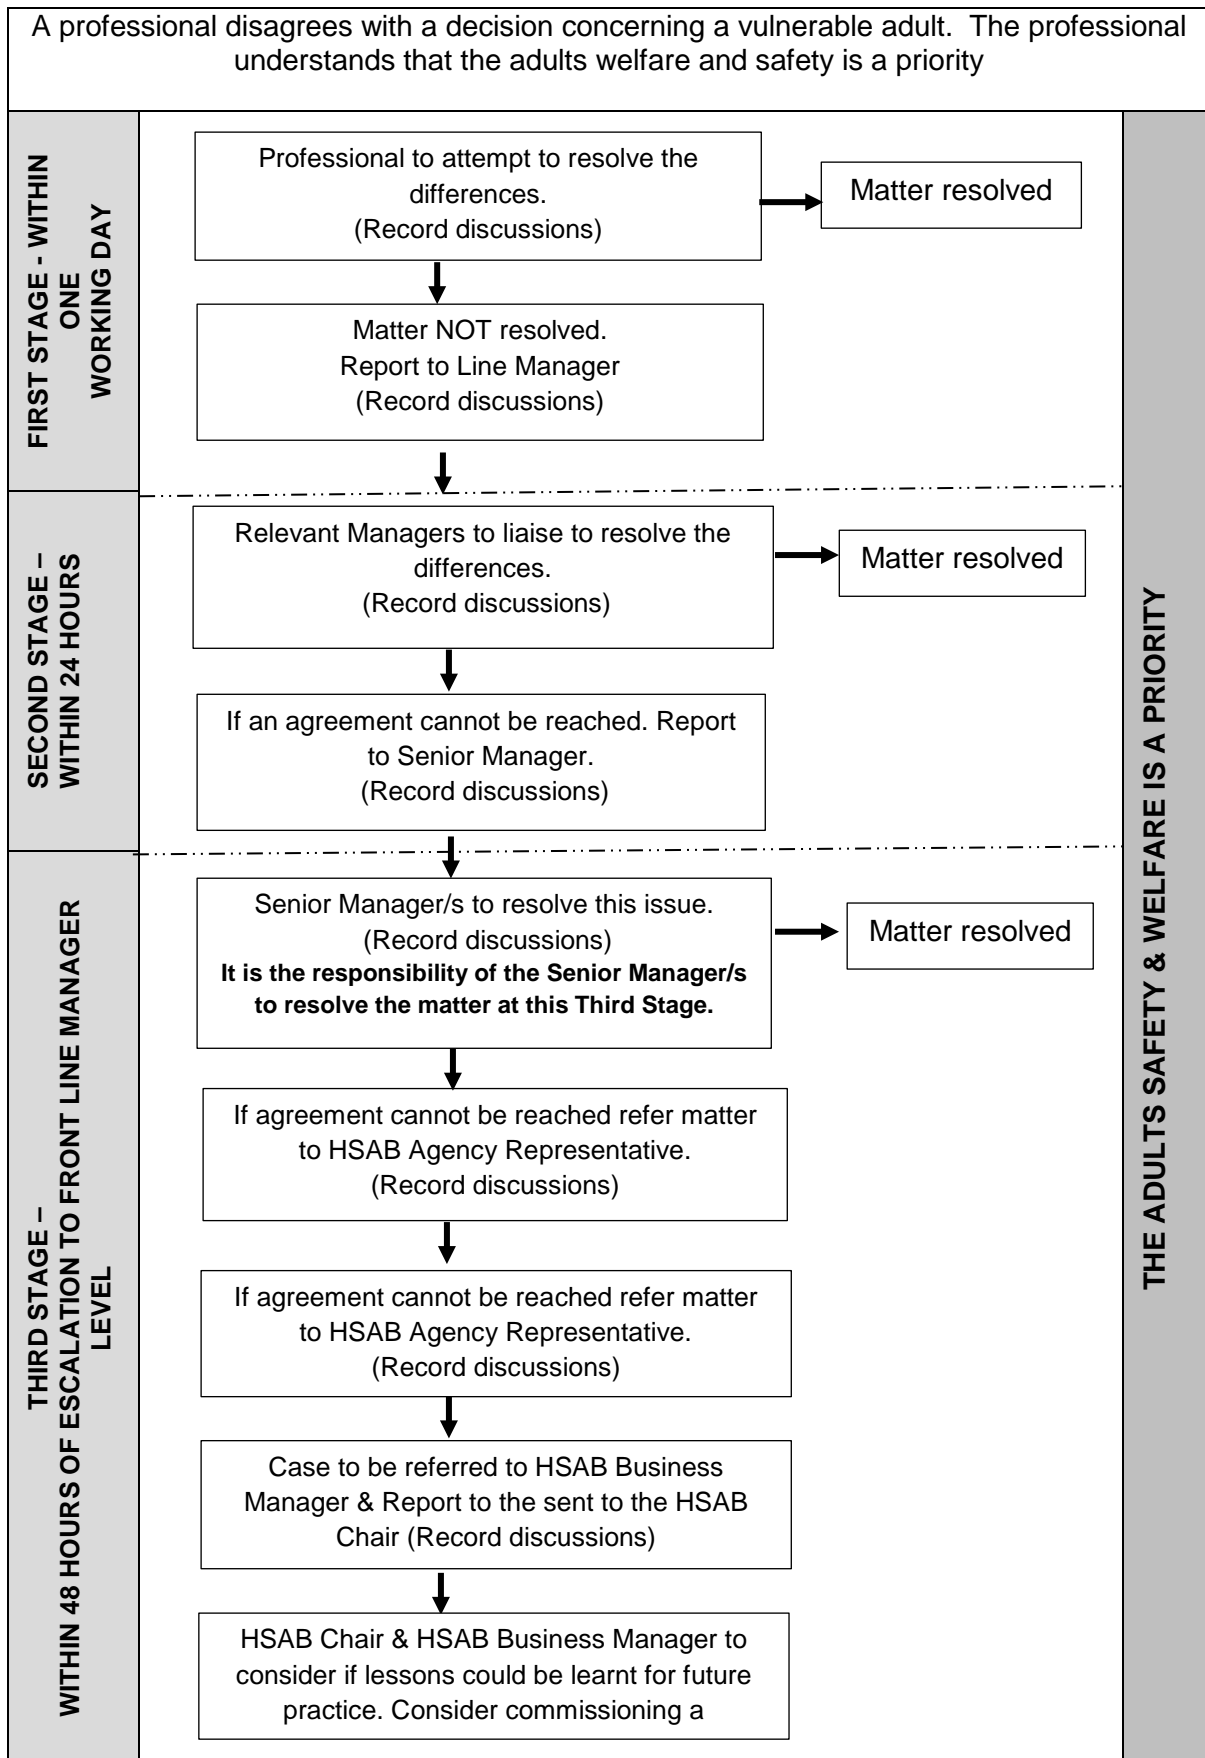 A professional disagrees with a decision concerning a vulnerable adult.  The professional
understands that the adults welfare and safety is a priority
FIRST STAGE - WITHIN
ONE
WORKING DAY
Professional to attempt to resolve the
differences.
(Record discussions)
Matter resolved
Matter NOT resolved.
Report to Line Manager
(Record discussions)
SECOND STAGE –
WITHIN 24 HOURS
Relevant Managers to liaise to resolve the
differences.
(Record discussions)
Matter resolved
If an agreement cannot be reached. Report
to Senior Manager.
(Record discussions)
THIRD STAGE –
WITHIN 48 HOURS OF ESCALATION TO FRONT LINE MANAGER
LEVEL
Senior Manager/s to resolve this issue.
(Record discussions)
It is the responsibility of the Senior Manager/s
to resolve the matter at this Third Stage.
Matter resolved
If agreement cannot be reached refer matter
to HSAB Agency Representative.
(Record discussions)
If agreement cannot be reached refer matter
to HSAB Agency Representative.
(Record discussions)
Case to be referred to HSAB Business
Manager & Report to the sent to the HSAB
Chair (Record discussions)
HSAB Chair & HSAB Business Manager to
consider if lessons could be learnt for future
practice. Consider commissioning a
THE ADULTS SAFETY & WELFARE IS A PRIORITY